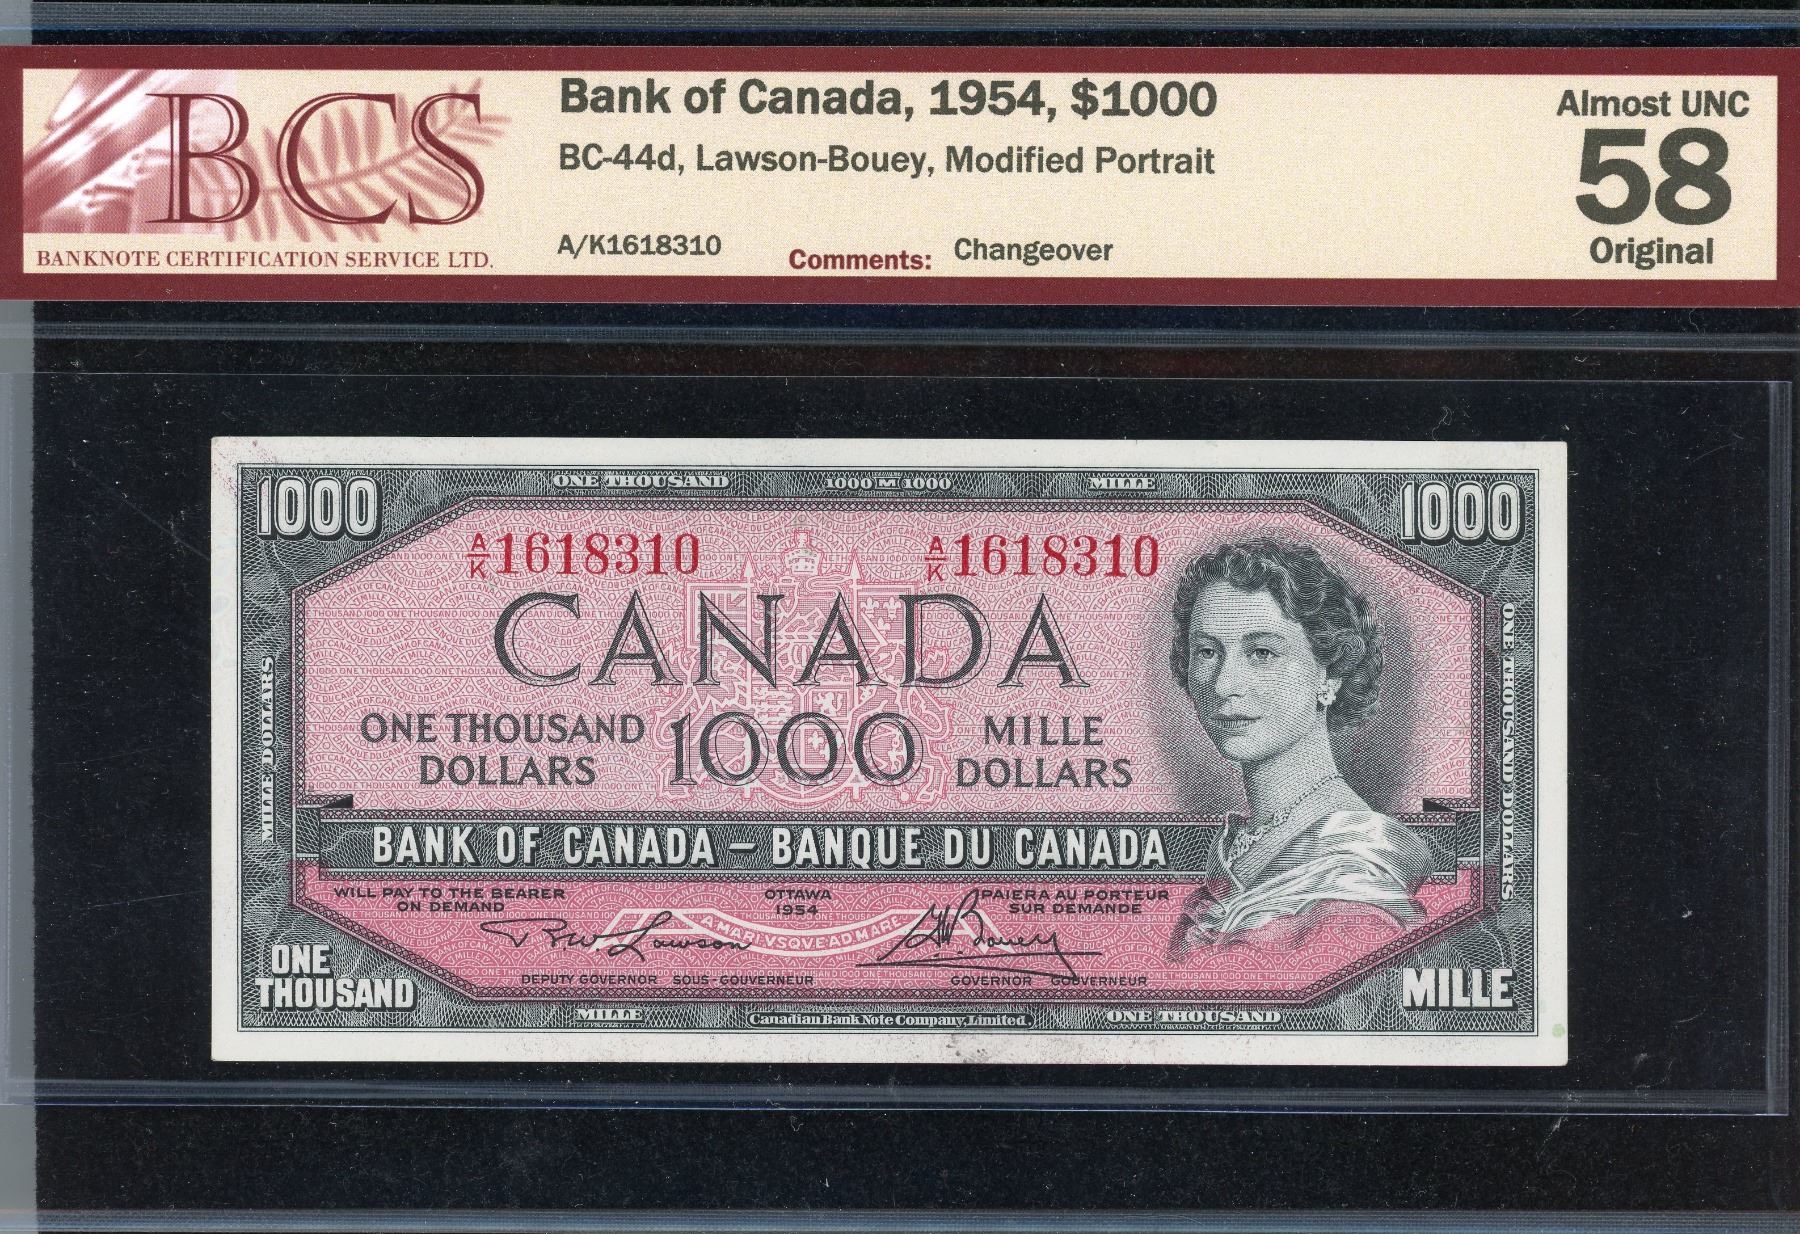 BCS
BANKNOTE CERTIFICATION SERVICE LTD.
Bank of Canada, 1954, $1000
BC-44d, Lawson-Bouey, Modified Portrait
A/K1618310
Comments: Changeover
Almost UNC
58
Original
ONE THOUSAND 1000 M 1000 MILLE
1000 1000
A/K 1618310 A/K 1618310
CANADA
ONE THOUSAND DOLLARS
1000
MILLE DOLLARS
MILLE DOLLARS
ONE THOUSAND DOLLARS
BANK OF CANADA – BANQUE DU CANADA
WILL PAY TO THE BEARER
ON DEMAND
OTTAWA
1954
PAIERA AU PORTEUR
SUR DEMANDE
A·MARI·VSQVE·AD·MARE
Lawson
Bouey
DEPUTY GOVERNOR SOUS-GOUVERNEUR
GOVERNOR GOUVERNEUR
ONE
THOUSAND
MILLE
MILLE Canadian Bank Note Company, Limited. ONE THOUSAND